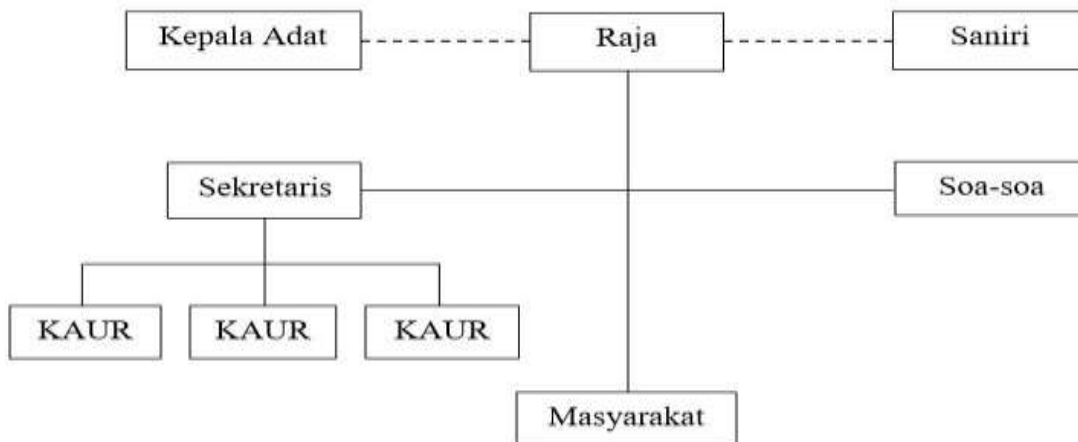 Kepala Adat
Raja
Saniri
Sekretaris
Soa-soa
KAUR
KAUR
KAUR
Masyarakat